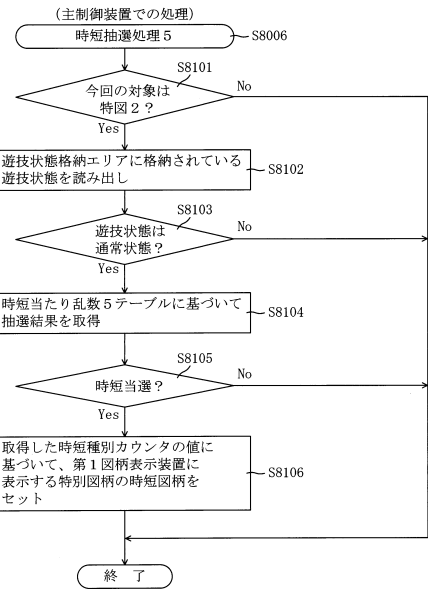 (主制御装置での処理)
時短抽選処理5
S8006
S8101
今回の対象は
特図2?
No
Yes
遊技状態格納エリアに格納されている
遊技状態を読み出し
S8102
S8103
遊技状態は
通常状態?
No
Yes
時短当たり乱数5テーブルに基づいて
抽選結果を取得
S8104
S8105
時短当選?
No
Yes
取得した時短種別カウンタの値に
基づいて、第1図柄表示装置に
表示する特別図柄の時短図柄を
セット
S8106
終 了